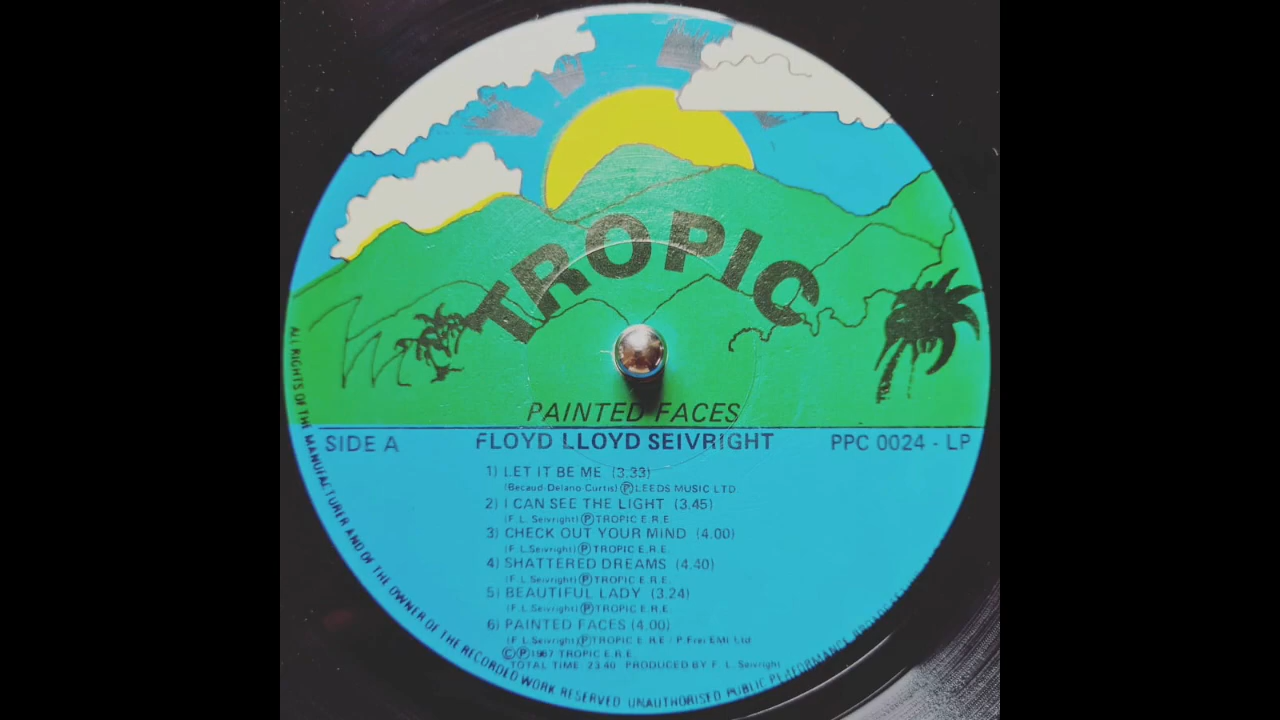 TROPIC
PAINTED FACES
SIDE A
FLOYD LLOYD SEIVRIGHT
PPC 0024 - LP
1) LET IT BE ME (3.33)
(Becaud-Delano-Curtis) Ⓟ LEEDS MUSIC LTD.
2) I CAN SEE THE LIGHT (3.45)
(F. L. Seivright) Ⓟ TROPIC E.R.E.
3) CHECK OUT YOUR MIND (4.00)
(F. L. Seivright) Ⓟ TROPIC E.R.E.
4) SHATTERED DREAMS (4.40)
(F. L. Seivright) Ⓟ TROPIC E.R.E.
5) BEAUTIFUL LADY (3.24)
(F. L. Seivright) Ⓟ TROPIC E.R.E.
6) PAINTED FACES (4.00)
(F. L. Seivright) Ⓟ TROPIC E.R.E / P. Frei EMI Ltd
©Ⓟ 1987 TROPIC E.R.E.
TOTAL TIME 23.40 PRODUCED BY F. L. Seivright
ALL RIGHTS OF THE MANUFACTURER AND OF THE OWNER OF THE RECORDED WORK RESERVED UNAUTHORISED PUBLIC PERFORMANCE